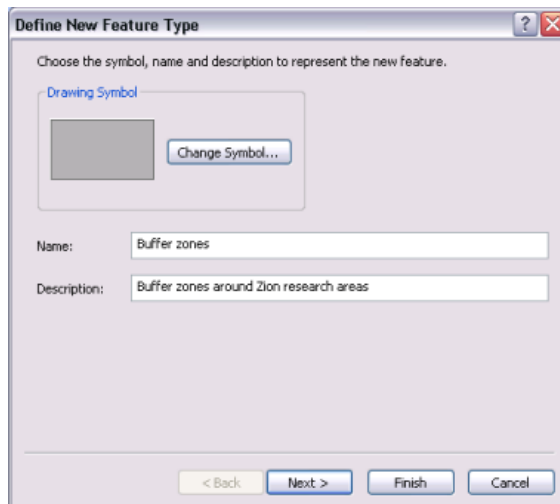 Define New Feature Type
Choose the symbol, name and description to represent the new feature.
Drawing Symbol
Change Symbol...
Name: Buffer zones
Description: Buffer zones around Zion research areas
< Back Next > Finish Cancel